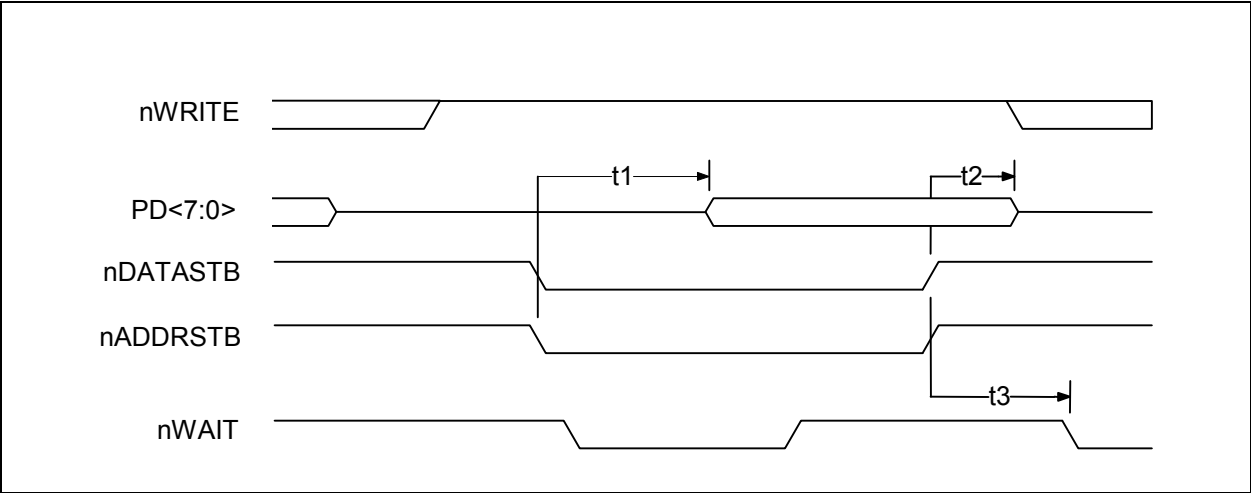 nWRITE
t1
t2
PD<7:0>
nDATASTB
nADDRSTB
t3
nWAIT